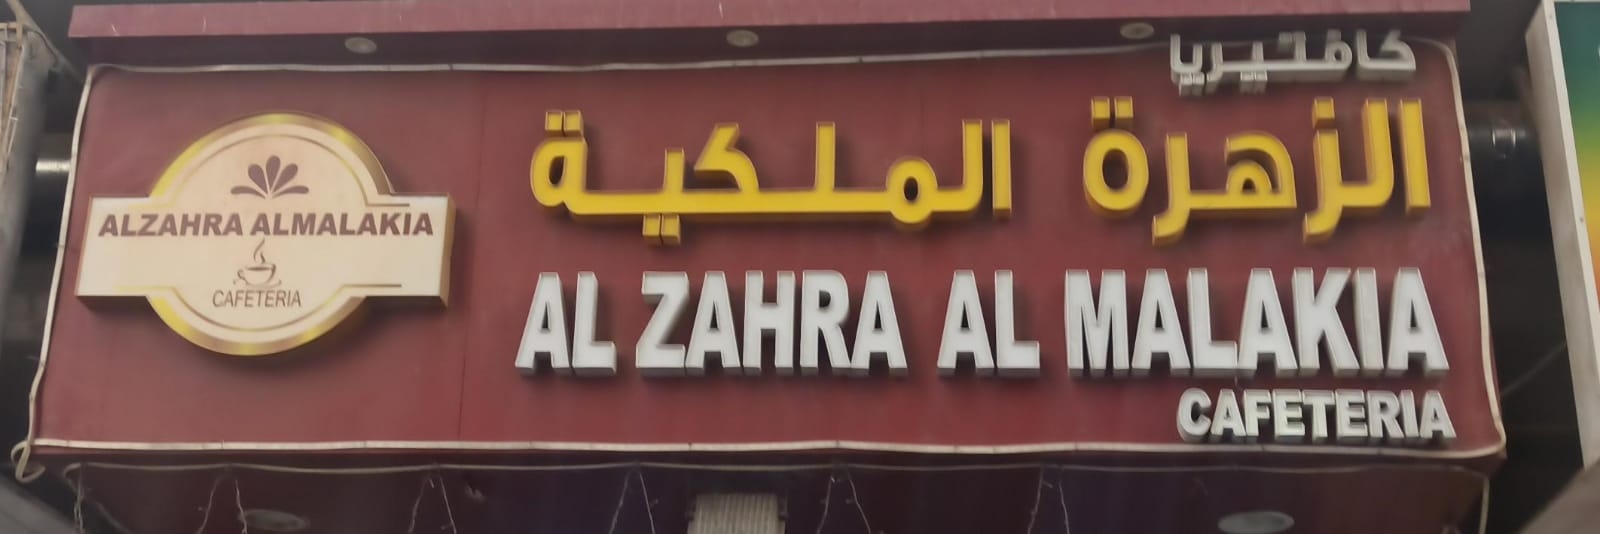 كافتيريا
الزهرة الملكية
AL ZAHRA AL MALAKIA
CAFETERIA
ALZAHRA ALMALAKIA
CAFETERIA